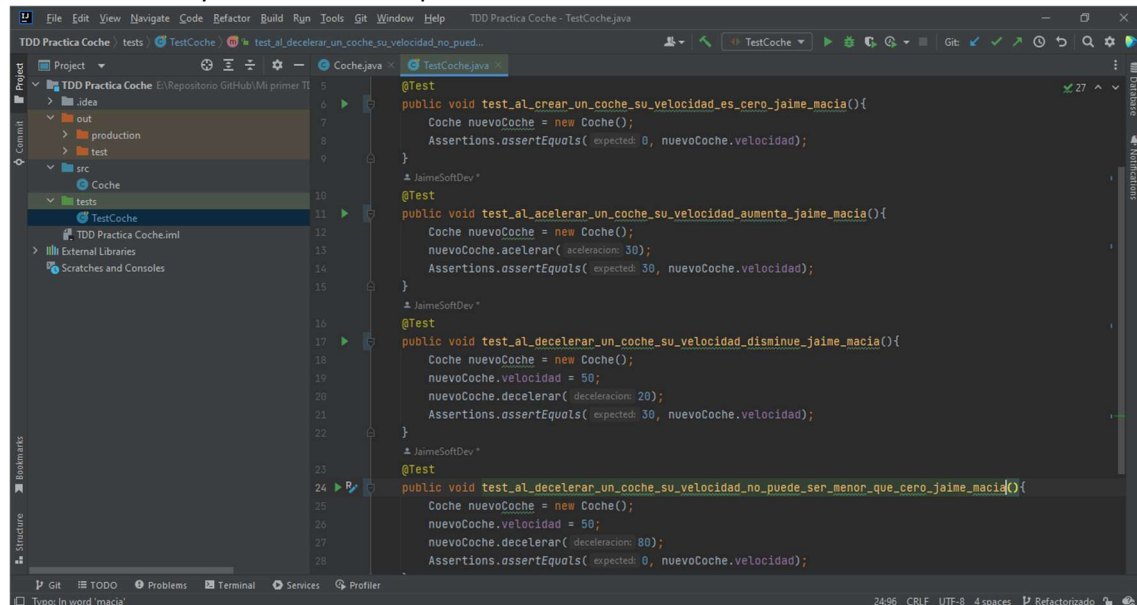 File Edit View Navigate Code Refactor Build Run Tools Git Window Help TDD Practica Coche - TestCoche.java
TDD Practica Coche tests TestCoche test_al_decelerar_un_coche_su_velocidad_no_pued... TestCoche Git:
Project Coche.java TestCoche.java
TDD Practica Coche E:\Repositorio GitHub\Mi primer TD
.idea
out
production
test
src
Coche
tests
TestCoche
TDD Practica Coche.iml
External Libraries
Scratches and Consoles
27
5 @Test
6 public void test_al_crear_un_coche_su_velocidad_es_cero_jaime_macia(){
7 Coche nuevoCoche = new Coche();
8 Assertions.assertEquals( expected: 0, nuevoCoche.velocidad);
9 }
JaimeSoftDev *
10 @Test
11 public void test_al_acelerar_un_coche_su_velocidad_aumenta_jaime_macia(){
12 Coche nuevoCoche = new Coche();
13 nuevoCoche.acelerar( aceleracion: 30);
14 Assertions.assertEquals( expected: 30, nuevoCoche.velocidad);
15 }
JaimeSoftDev *
16 @Test
17 public void test_al_decelerar_un_coche_su_velocidad_disminue_jaime_macia(){
18 Coche nuevoCoche = new Coche();
19 nuevoCoche.velocidad = 50;
20 nuevoCoche.decelerar( deceleracion: 20);
21 Assertions.assertEquals( expected: 30, nuevoCoche.velocidad);
22 }
JaimeSoftDev *
23 @Test
24 public void test_al_decelerar_un_coche_su_velocidad_no_puede_ser_menor_que_cero_jaime_macia(){
25 Coche nuevoCoche = new Coche();
26 nuevoCoche.velocidad = 50;
27 nuevoCoche.decelerar( deceleracion: 80);
28 Assertions.assertEquals( expected: 0, nuevoCoche.velocidad);
Project
Commit
Bookmarks
Structure
Database
Notifications
Git TODO Problems Terminal Services Profiler
Typo: In word 'macia' 24:96 CRLF UTF-8 4 spaces Refactorizado